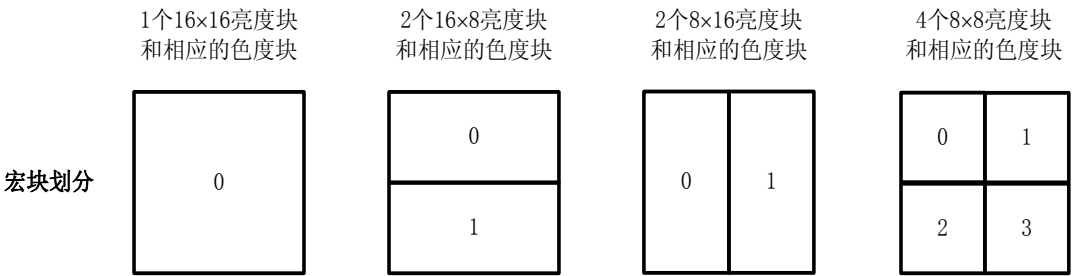 1个16×16亮度块
和相应的色度块
2个16×8亮度块
和相应的色度块
2个8×16亮度块
和相应的色度块
4个8×8亮度块
和相应的色度块
宏块划分
0
0
1
0
1
0
1
2
3